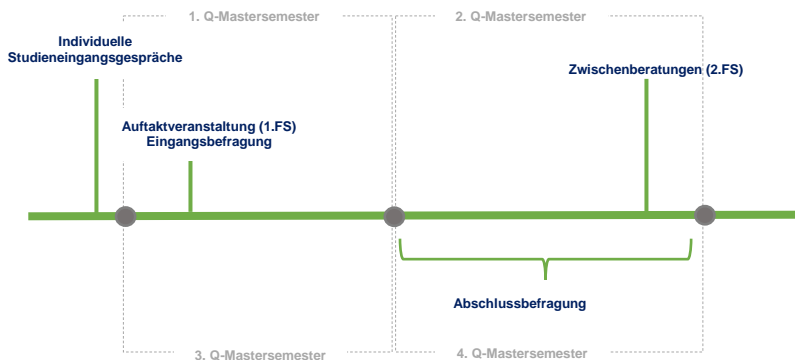 1. Q-Mastersemester
2. Q-Mastersemester
Individuelle
Studieneingangsgespräche
Zwischenberatungen (2.FS)
Auftaktveranstaltung (1.FS)
Eingangsbefragung
Abschlussbefragung
3. Q-Mastersemester
4. Q-Mastersemester